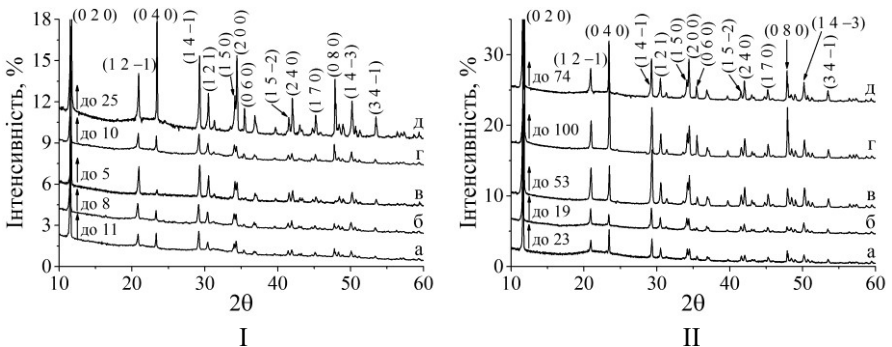 18
15
12
9
6
3
0
Інтенсивність, %
(0 2 0)
(1 2 −1)
(0 4 0)
(1 4 −1)
(1 2 1)
(1 5 0)
(2 0 0)
(0 6 0)
(1 5 −2)
(2 4 0)
(1 7 0)
(0 8 0)
(1 4 −3)
(3 4 −1)
до 25
до 10
до 5
до 8
до 11
д
г
в
б
а
10 20 30 40 50 60
2θ
I
30
20
10
0
Інтенсивність, %
(0 2 0)
(1 2 −1)
(0 4 0)
(1 4 −1)
(1 2 1)
(1 5 0)
(2 0 0)
(0 6 0)
(1 5 −2)
(2 4 0)
(1 7 0)
(0 8 0)
(1 4 −3)
(3 4 −1)
до 74
до 100
до 53
до 19
до 23
д
г
в
б
а
10 20 30 40 50 60
2θ
II